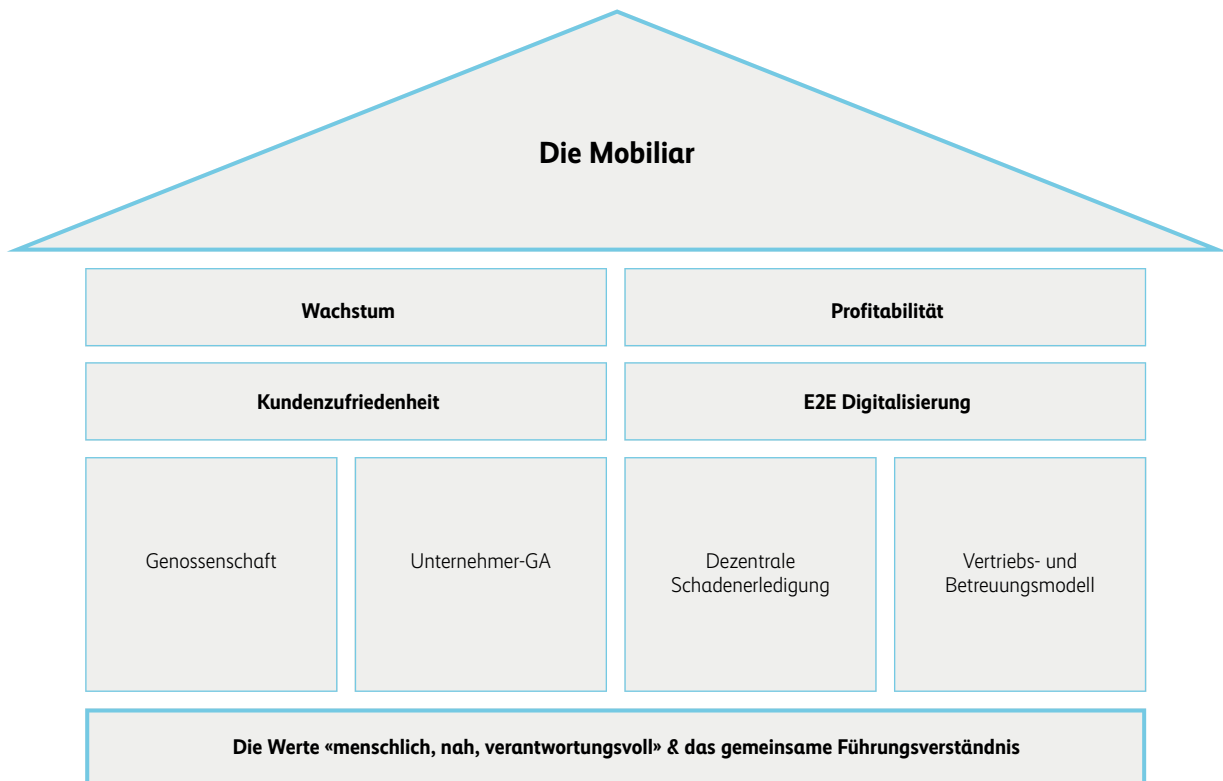 Die Mobiliar
Wachstum
Profitabilität
Kundenzufriedenheit
E2E Digitalisierung
Genossenschaft
Unternehmer-GA
Dezentrale
Schadenerledigung
Vertriebs- und
Betreuungsmodell
Die Werte «menschlich, nah, verantwortungsvoll» & das gemeinsame Führungsverständnis